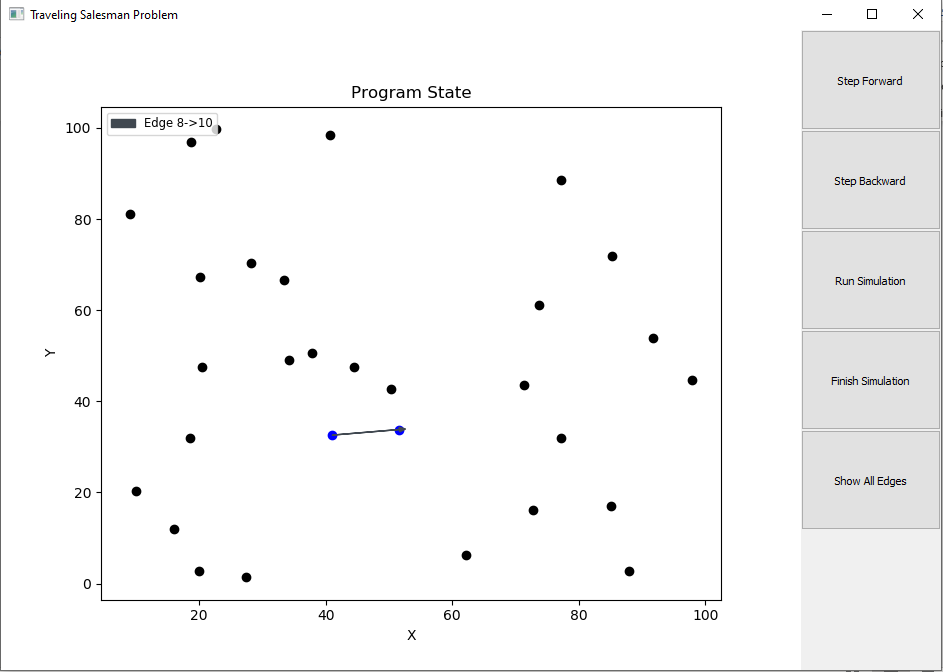 Traveling Salesman Problem
Program State
Edge 8->10
100
80
60
40
20
0
Y
20 40 60 80 100
X
Step Forward
Step Backward
Run Simulation
Finish Simulation
Show All Edges